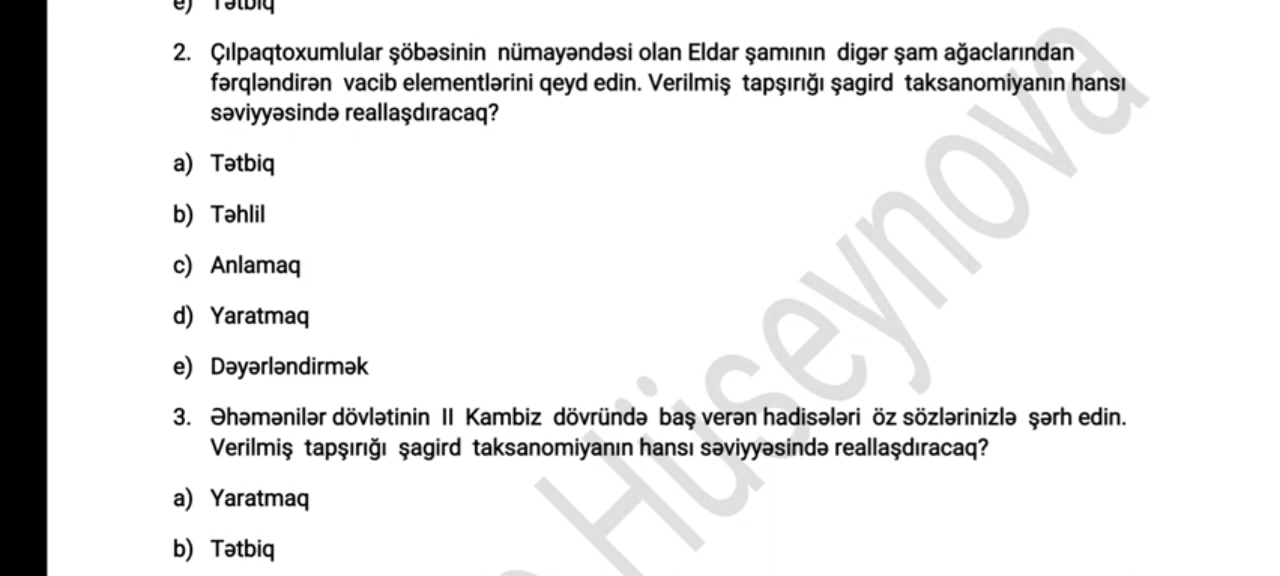 e) Tətbiq
2. Çılpaqtoxumlular şöbəsinin nümayəndəsi olan Eldar şamının digər şam ağaclarından
fərqləndirən vacib elementlərini qeyd edin. Verilmiş tapşırığı şagird taksanomiyanın hansı
səviyyəsində reallaşdıracaq?
a) Tətbiq
b) Təhlil
c) Anlamaq
d) Yaratmaq
e) Dəyərləndirmək
3. Əhəmənilər dövlətinin II Kambiz dövründə baş verən hadisələri öz sözlərinizlə şərh edin.
Verilmiş tapşırığı şagird taksanomiyanın hansı səviyyəsində reallaşdıracaq?
a) Yaratmaq
b) Tətbiq
Hüseynova